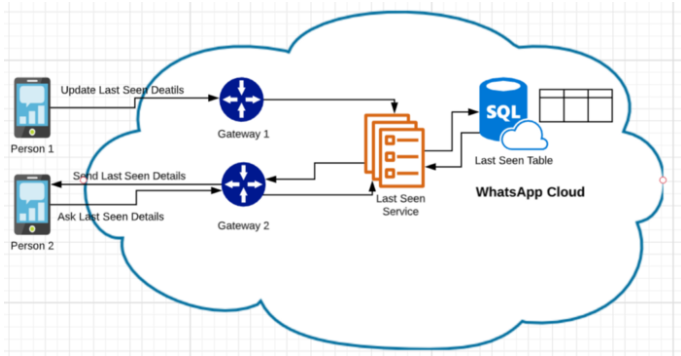 Update Last Seen Deatils
Person 1
Gateway 1
SQL
Last Seen Table
Send Last Seen Details
Ask Last Seen Details
Person 2
Gateway 2
Last Seen
Service
WhatsApp Cloud